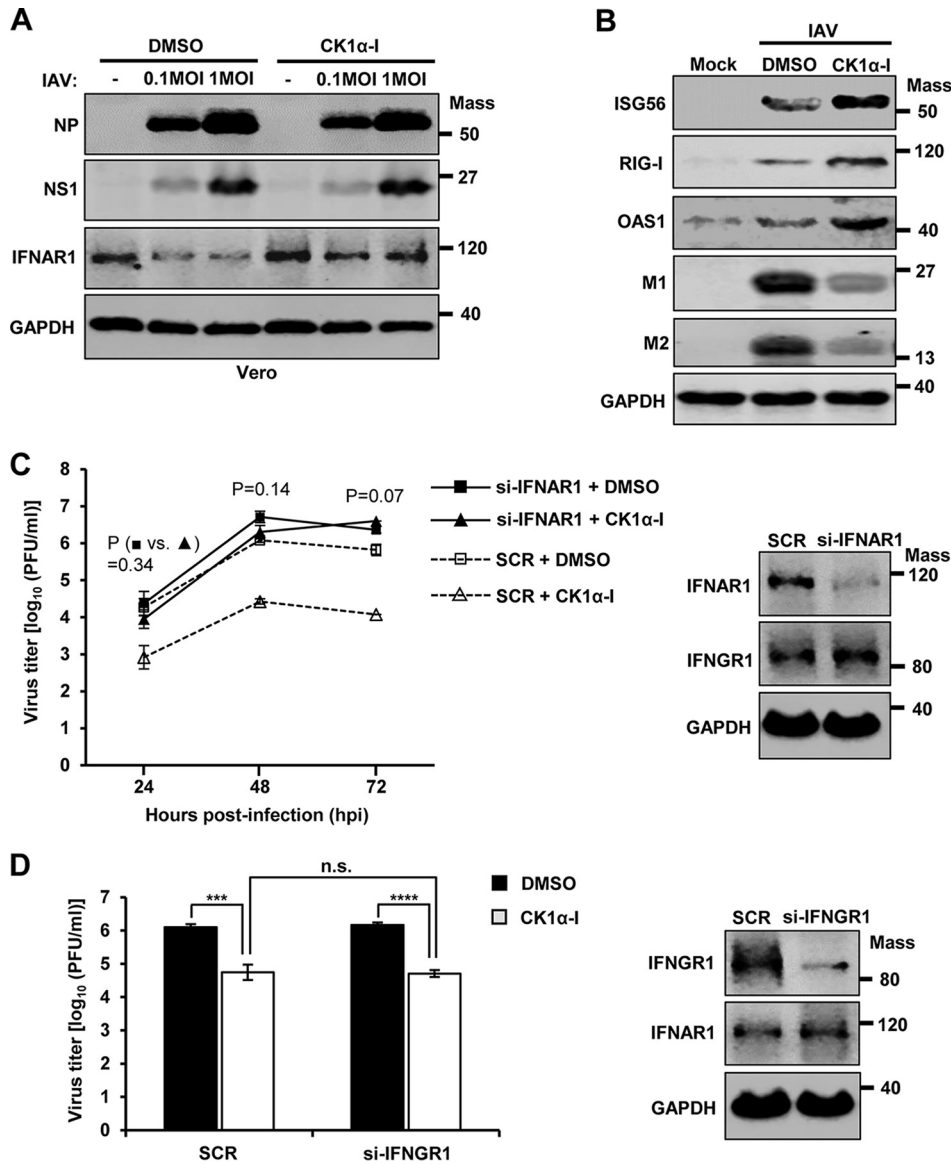 A
DMSO CK1α-I
IAV: - 0.1MOI 1MOI - 0.1MOI 1MOI
Mass
NP
50
27
NS1
120
IFNAR1
40
GAPDH
Vero
B
IAV
Mock DMSO CK1α-I
Mass
ISG56
50
120
RIG-I
OAS1
40
27
M1
M2
13
40
GAPDH
C
8
7
6
5
4
3
2
1
0
Virus titer [log10 (PFU/ml)]
P (■ vs. ▲)
=0.34
P=0.14
P=0.07
24 48 72
Hours post-infection (hpi)
si-IFNAR1 + DMSO
si-IFNAR1 + CK1α-I
SCR + DMSO
SCR + CK1α-I
SCR si-IFNAR1
Mass
120
IFNAR1
IFNGR1
80
40
GAPDH
D
n.s.
*** ****
7
6
5
4
3
2
1
0
Virus titer [log10 (PFU/ml)]
SCR si-IFNGR1
DMSO
CK1α-I
SCR si-IFNGR1
Mass
IFNGR1
80
120
IFNAR1
40
GAPDH